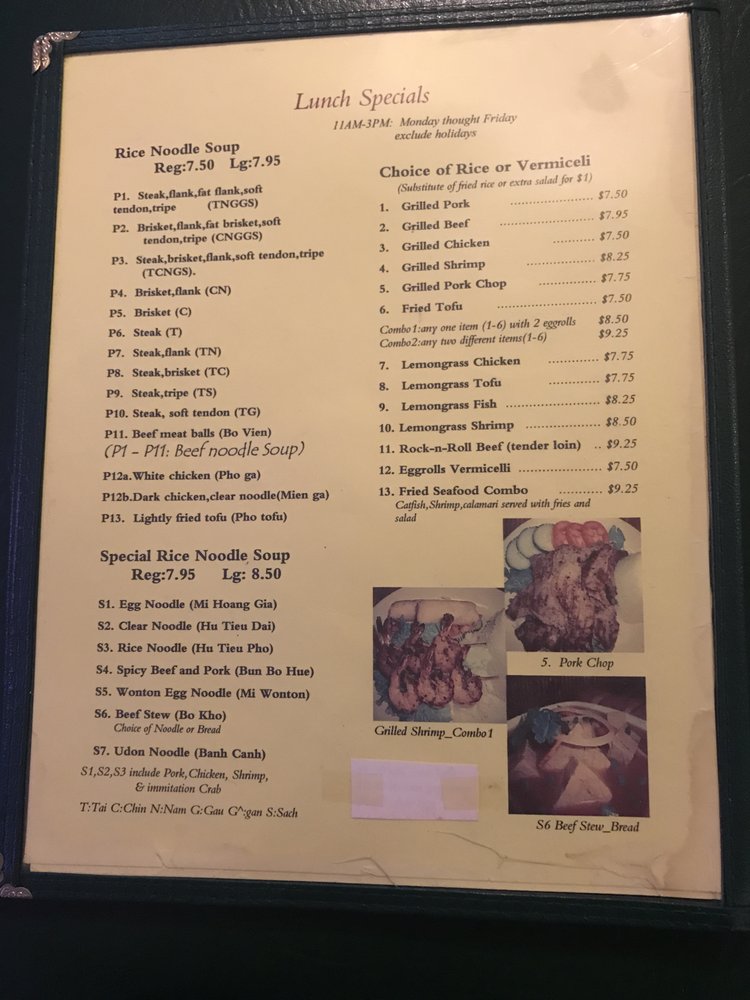 Lunch Specials
11AM-3PM: Monday thought Friday
exclude holidays
Rice Noodle Soup
Reg:7.50 Lg:7.95
P1. Steak,flank,fat flank,soft
tendon,tripe (TNGGS)
P2. Brisket,flank,fat brisket,soft
tendon,tripe (CNGGS)
P3. Steak,brisket,flank,soft tendon,tripe
(TCNGS).
P4. Brisket,flank (CN)
P5. Brisket (C)
P6. Steak (T)
P7. Steak,flank (TN)
P8. Steak,brisket (TC)
P9. Steak,tripe (TS)
P10. Steak, soft tendon (TG)
P11. Beef meat balls (Bo Vien)
(P1 - P11: Beef noodle Soup)
P12a.White chicken (Pho ga)
P12b.Dark chicken,clear noodle(Mien ga)
P13. Lightly fried tofu (Pho tofu)
Special Rice Noodle Soup
Reg:7.95 Lg: 8.50
S1. Egg Noodle (Mi Hoang Gia)
S2. Clear Noodle (Hu Tieu Dai)
S3. Rice Noodle (Hu Tieu Pho)
S4. Spicy Beef and Pork (Bun Bo Hue)
S5. Wonton Egg Noodle (Mi Wonton)
S6. Beef Stew (Bo Kho)
Choice of Noodle or Bread
S7. Udon Noodle (Banh Canh)
S1,S2,S3 include Pork,Chicken, Shrimp,
& immitation Crab
T:Tai C:Chin N:Nam G:Gau G^:gan S:Sach
Choice of Rice or Vermiceli
(Substitute of fried rice or extra salad for $1)
1. Grilled Pork ........................ $7.50
2. Grilled Beef ........................... $7.95
3. Grilled Chicken ............ $7.50
4. Grilled Shrimp .......................... $8.25
5. Grilled Pork Chop ................ $7.75
6. Fried Tofu ............................ $7.50
Combo1:any one item (1-6) with 2 eggrolls $8.50
Combo2:any two different items(1-6) $9.25
7. Lemongrass Chicken ............. $7.75
8. Lemongrass Tofu ............. $7.75
9. Lemongrass Fish .......................... $8.25
10. Lemongrass Shrimp ................. $8.50
11. Rock-n-Roll Beef (tender loin) .. $9.25
12. Eggrolls Vermicelli ...................... $7.50
13. Fried Seafood Combo ........... $9.25
Catfish,Shrimp,calamari served with fries and
salad
5. Pork Chop
Grilled Shrimp_Combo1
S6 Beef Stew_Bread